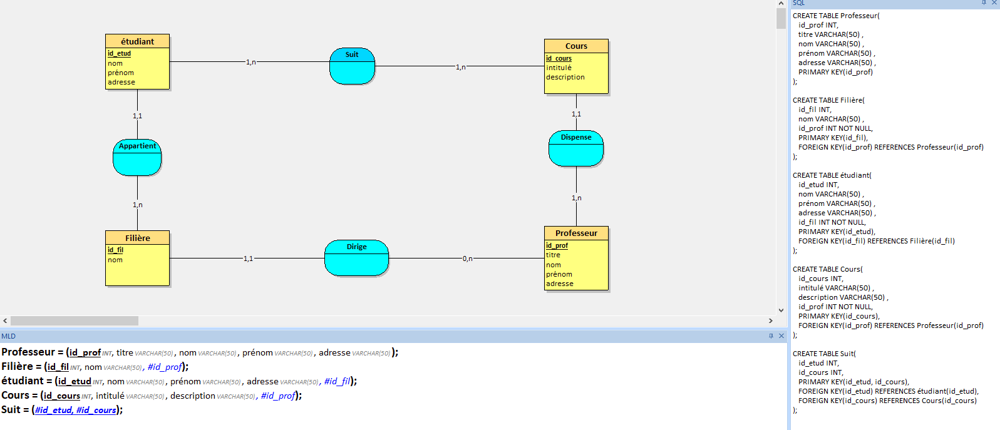 étudiant
id_etud
nom
prénom
adresse
1,n
Suit
1,n
Cours
id_cours
intitulé
description
1,1
Appartient
1,n
1,1
Dispense
1,n
Filière
id_fil
nom
1,1
Dirige
0,n
Professeur
id_prof
titre
nom
prénom
adresse
MLD
Professeur = (id_prof INT, titre VARCHAR(50), nom VARCHAR(50), prénom VARCHAR(50), adresse VARCHAR(50));
Filière = (id_fil INT, nom VARCHAR(50), #id_prof);
étudiant = (id_etud INT, nom VARCHAR(50), prénom VARCHAR(50), adresse VARCHAR(50), #id_fil);
Cours = (id_cours INT, intitulé VARCHAR(50), description VARCHAR(50), #id_prof);
Suit = (#id_etud, #id_cours);
SQL
CREATE TABLE Professeur(
id_prof INT,
titre VARCHAR(50) ,
nom VARCHAR(50) ,
prénom VARCHAR(50) ,
adresse VARCHAR(50) ,
PRIMARY KEY(id_prof)
);
CREATE TABLE Filière(
id_fil INT,
nom VARCHAR(50) ,
id_prof INT NOT NULL,
PRIMARY KEY(id_fil),
FOREIGN KEY(id_prof) REFERENCES Professeur(id_prof)
);
CREATE TABLE étudiant(
id_etud INT,
nom VARCHAR(50) ,
prénom VARCHAR(50) ,
adresse VARCHAR(50) ,
id_fil INT NOT NULL,
PRIMARY KEY(id_etud),
FOREIGN KEY(id_fil) REFERENCES Filière(id_fil)
);
CREATE TABLE Cours(
id_cours INT,
intitulé VARCHAR(50) ,
description VARCHAR(50) ,
id_prof INT NOT NULL,
PRIMARY KEY(id_cours),
FOREIGN KEY(id_prof) REFERENCES Professeur(id_prof)
);
CREATE TABLE Suit(
id_etud INT,
id_cours INT,
PRIMARY KEY(id_etud, id_cours),
FOREIGN KEY(id_etud) REFERENCES étudiant(id_etud),
FOREIGN KEY(id_cours) REFERENCES Cours(id_cours)
);